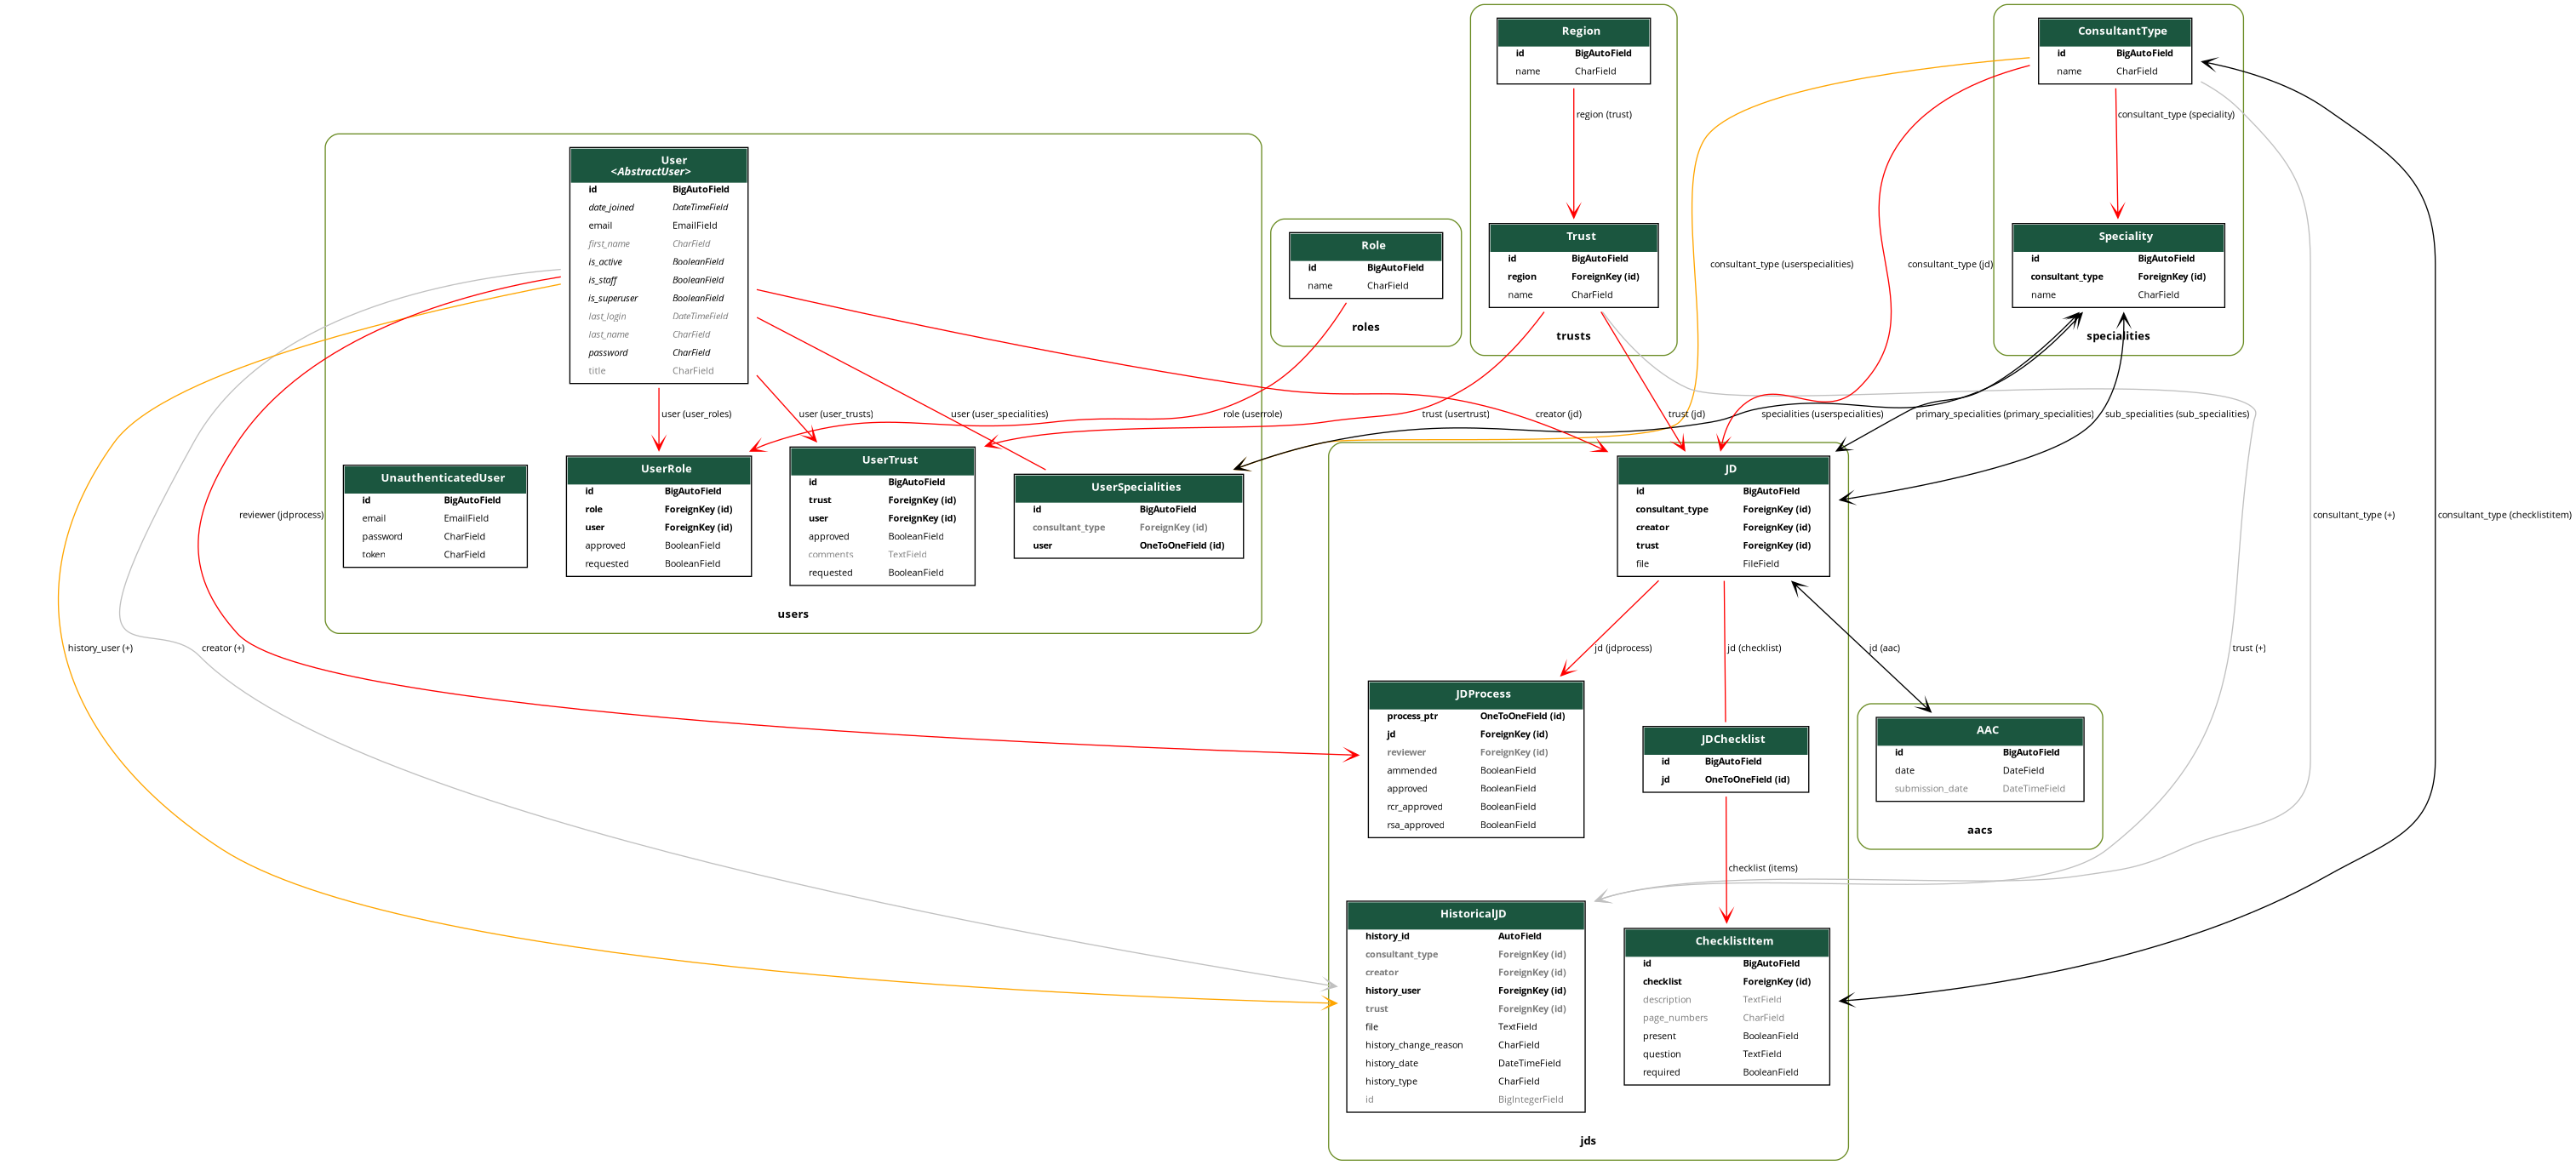 Region
id BigAutoField
name CharField
region (trust)
Trust
id BigAutoField
region ForeignKey (id)
name CharField
trusts
ConsultantType
id BigAutoField
name CharField
consultant_type (speciality)
Speciality
id BigAutoField
consultant_type ForeignKey (id)
name CharField
specialities
consultant_type (userspecialities)
consultant_type (jd)
Role
id BigAutoField
name CharField
roles
User
<AbstractUser>
id BigAutoField
date_joined DateTimeField
email EmailField
first_name CharField
is_active BooleanField
is_staff BooleanField
is_superuser BooleanField
last_login DateTimeField
last_name CharField
password CharField
title CharField
user (user_roles)
user (user_trusts)
user (user_specialities)
role (userrole)
trust (usertrust)
creator (jd)
trust (jd)
specialities (userspecialities)
primary_specialities (primary_specialities)
sub_specialities (sub_specialities)
UnauthenticatedUser
id BigAutoField
email EmailField
password CharField
token CharField
UserRole
id BigAutoField
role ForeignKey (id)
user ForeignKey (id)
approved BooleanField
requested BooleanField
UserTrust
id BigAutoField
trust ForeignKey (id)
user ForeignKey (id)
approved BooleanField
comments TextField
requested BooleanField
UserSpecialities
id BigAutoField
consultant_type ForeignKey (id)
user OneToOneField (id)
users
JD
id BigAutoField
consultant_type ForeignKey (id)
creator ForeignKey (id)
trust ForeignKey (id)
file FileField
reviewer (jdprocess)
consultant_type (+)
consultant_type (checklistitem)
history_user (+)
creator (+)
jd (jdprocess)
jd (checklist)
jd (aac)
trust (+)
JDProcess
process_ptr OneToOneField (id)
jd ForeignKey (id)
reviewer ForeignKey (id)
ammended BooleanField
approved BooleanField
rcr_approved BooleanField
rsa_approved BooleanField
JDChecklist
id BigAutoField
jd OneToOneField (id)
AAC
id BigAutoField
date DateField
submission_date DateTimeField
aacs
checklist (items)
HistoricalJD
history_id AutoField
consultant_type ForeignKey (id)
creator ForeignKey (id)
history_user ForeignKey (id)
trust ForeignKey (id)
file TextField
history_change_reason CharField
history_date DateTimeField
history_type CharField
id BigIntegerField
ChecklistItem
id BigAutoField
checklist ForeignKey (id)
description TextField
page_numbers CharField
present BooleanField
question TextField
required BooleanField
jds